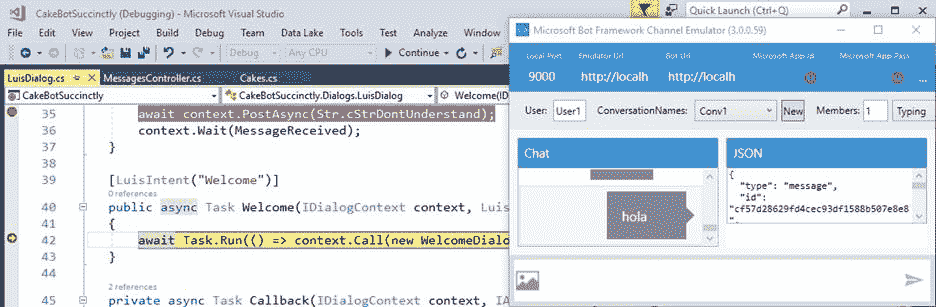 CakeBotSuccinctly (Debugging) - Microsoft Visual Studio
Quick Launch (Ctrl+Q)
File Edit View Project Build Debug Team Data Lake Tools Test Analyze Window
Debug Any CPU Continue
LuisDialog.cs MessagesController.cs Cakes.cs
CakeBotSuccinctly CakeBotSuccinctly.Dialogs.LuisDialog Welcome(ID
35 await context.PostAsync(Str.cStrDontUnderstand);
36 context.Wait(MessageReceived);
37 }
38
39 [LuisIntent("Welcome")]
0 references
40 public async Task Welcome(IDialogContext context, Luis
41 {
42 await Task.Run(() => context.Call(new WelcomeDialo
43 }
44
2 references
45 private async Task Callback(IDialogContext context, IA
Microsoft Bot Framework Channel Emulator (3.0.0.59)
Local Port Emulator Url Bot Url Microsoft App Id Microsoft App Pass
9000 http://localh http://localh ...
User: User1 ConversationNames: Conv1 New Members: 1 Typing
Chat
hola
JSON
{
"type": "message",
"id":
"cf57d28629fd4cec93df1588b507e8e8
",